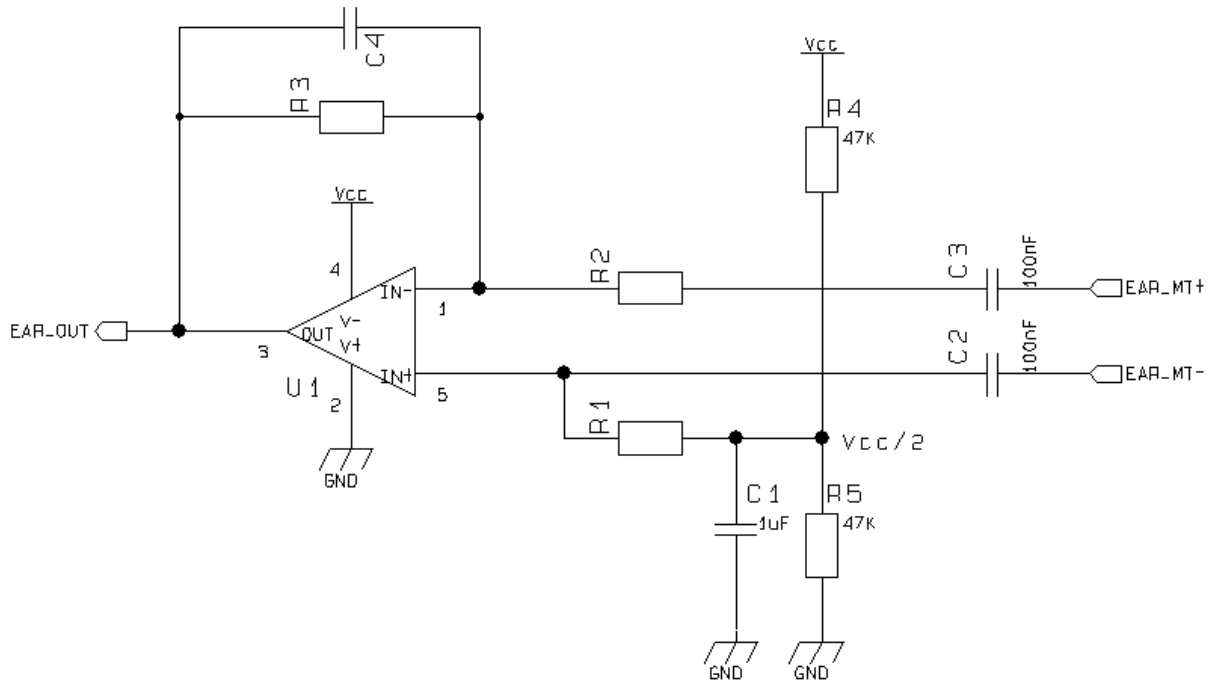 C4
R3
Vcc
R4
47K
Vcc
4
R2
C3
100nF
EAR_MT+
IN-
1
V-
EAR_OUT
3
OUT
V+
C2
100nF
EAR_MT-
IN+
U1
2
5
R1
Vcc/2
GND
C1
1uF
R5
47K
GND
GND